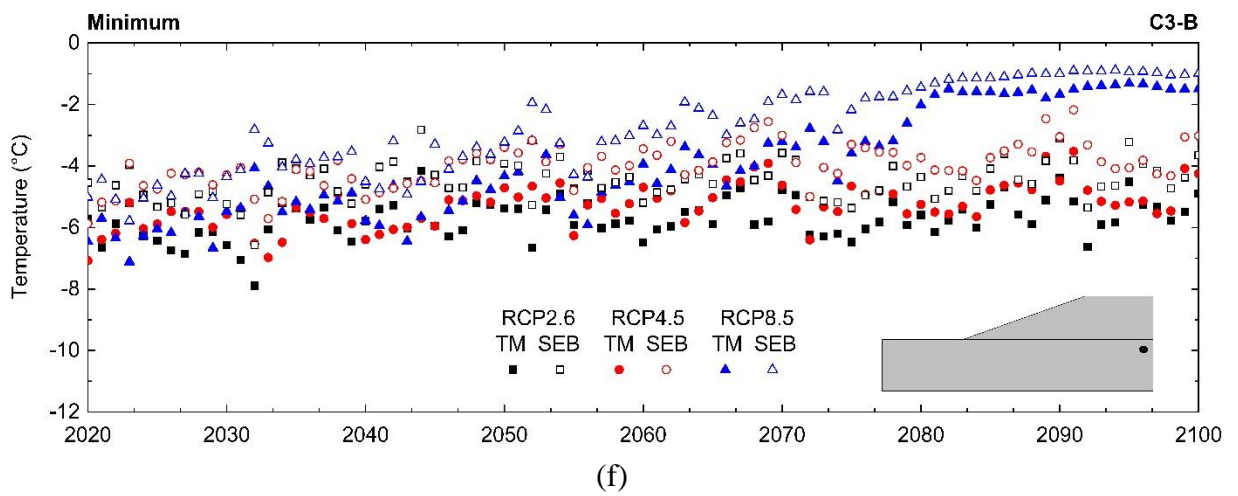 Minimum C3-B
0
-2
-4
-6
-8
-10
-12
Temperature (°C)
RCP2.6 RCP4.5 RCP8.5
TM SEB TM SEB TM SEB
2020 2030 2040 2050 2060 2070 2080 2090 2100
(f)